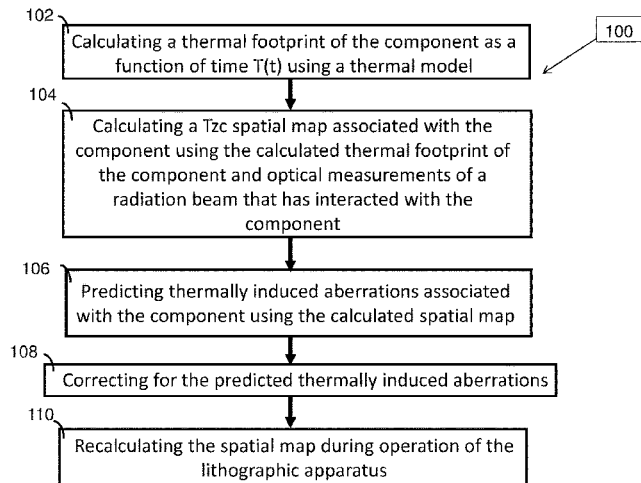 102
100
Calculating a thermal footprint of the component as a
function of time T(t) using a thermal model
104
Calculating a Tzc spatial map associated with the
component using the calculated thermal footprint of
the component and optical measurements of a
radiation beam that has interacted with the
component
106
Predicting thermally induced aberrations associated
with the component using the calculated spatial map
108
Correcting for the predicted thermally induced aberrations
110
Recalculating the spatial map during operation of the
lithographic apparatus